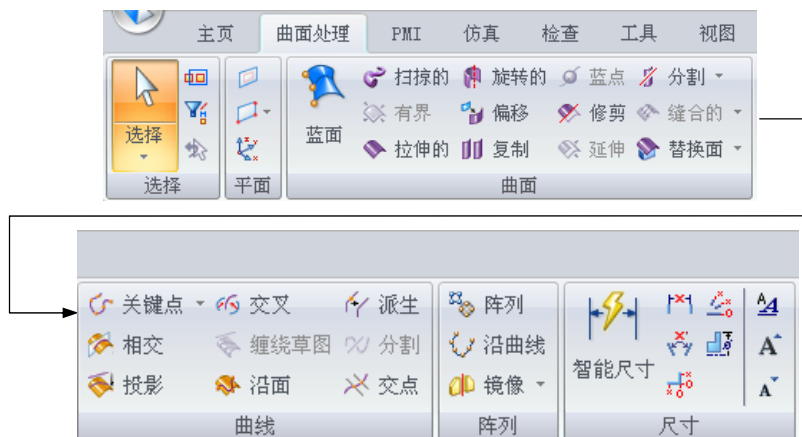 主页 曲面处理 PMI 仿真 检查 工具 视图
扫掠的 旋转的 蓝点 分割
选择 蓝面 有界 偏移 修剪 缝合的
拉伸的 复制 延伸 替换面
选择 平面 曲面
关键点 交叉 派生 阵列
相交 缠绕草图 分割 沿曲线 智能尺寸
投影 沿面 交点 镜像
曲线 阵列 尺寸